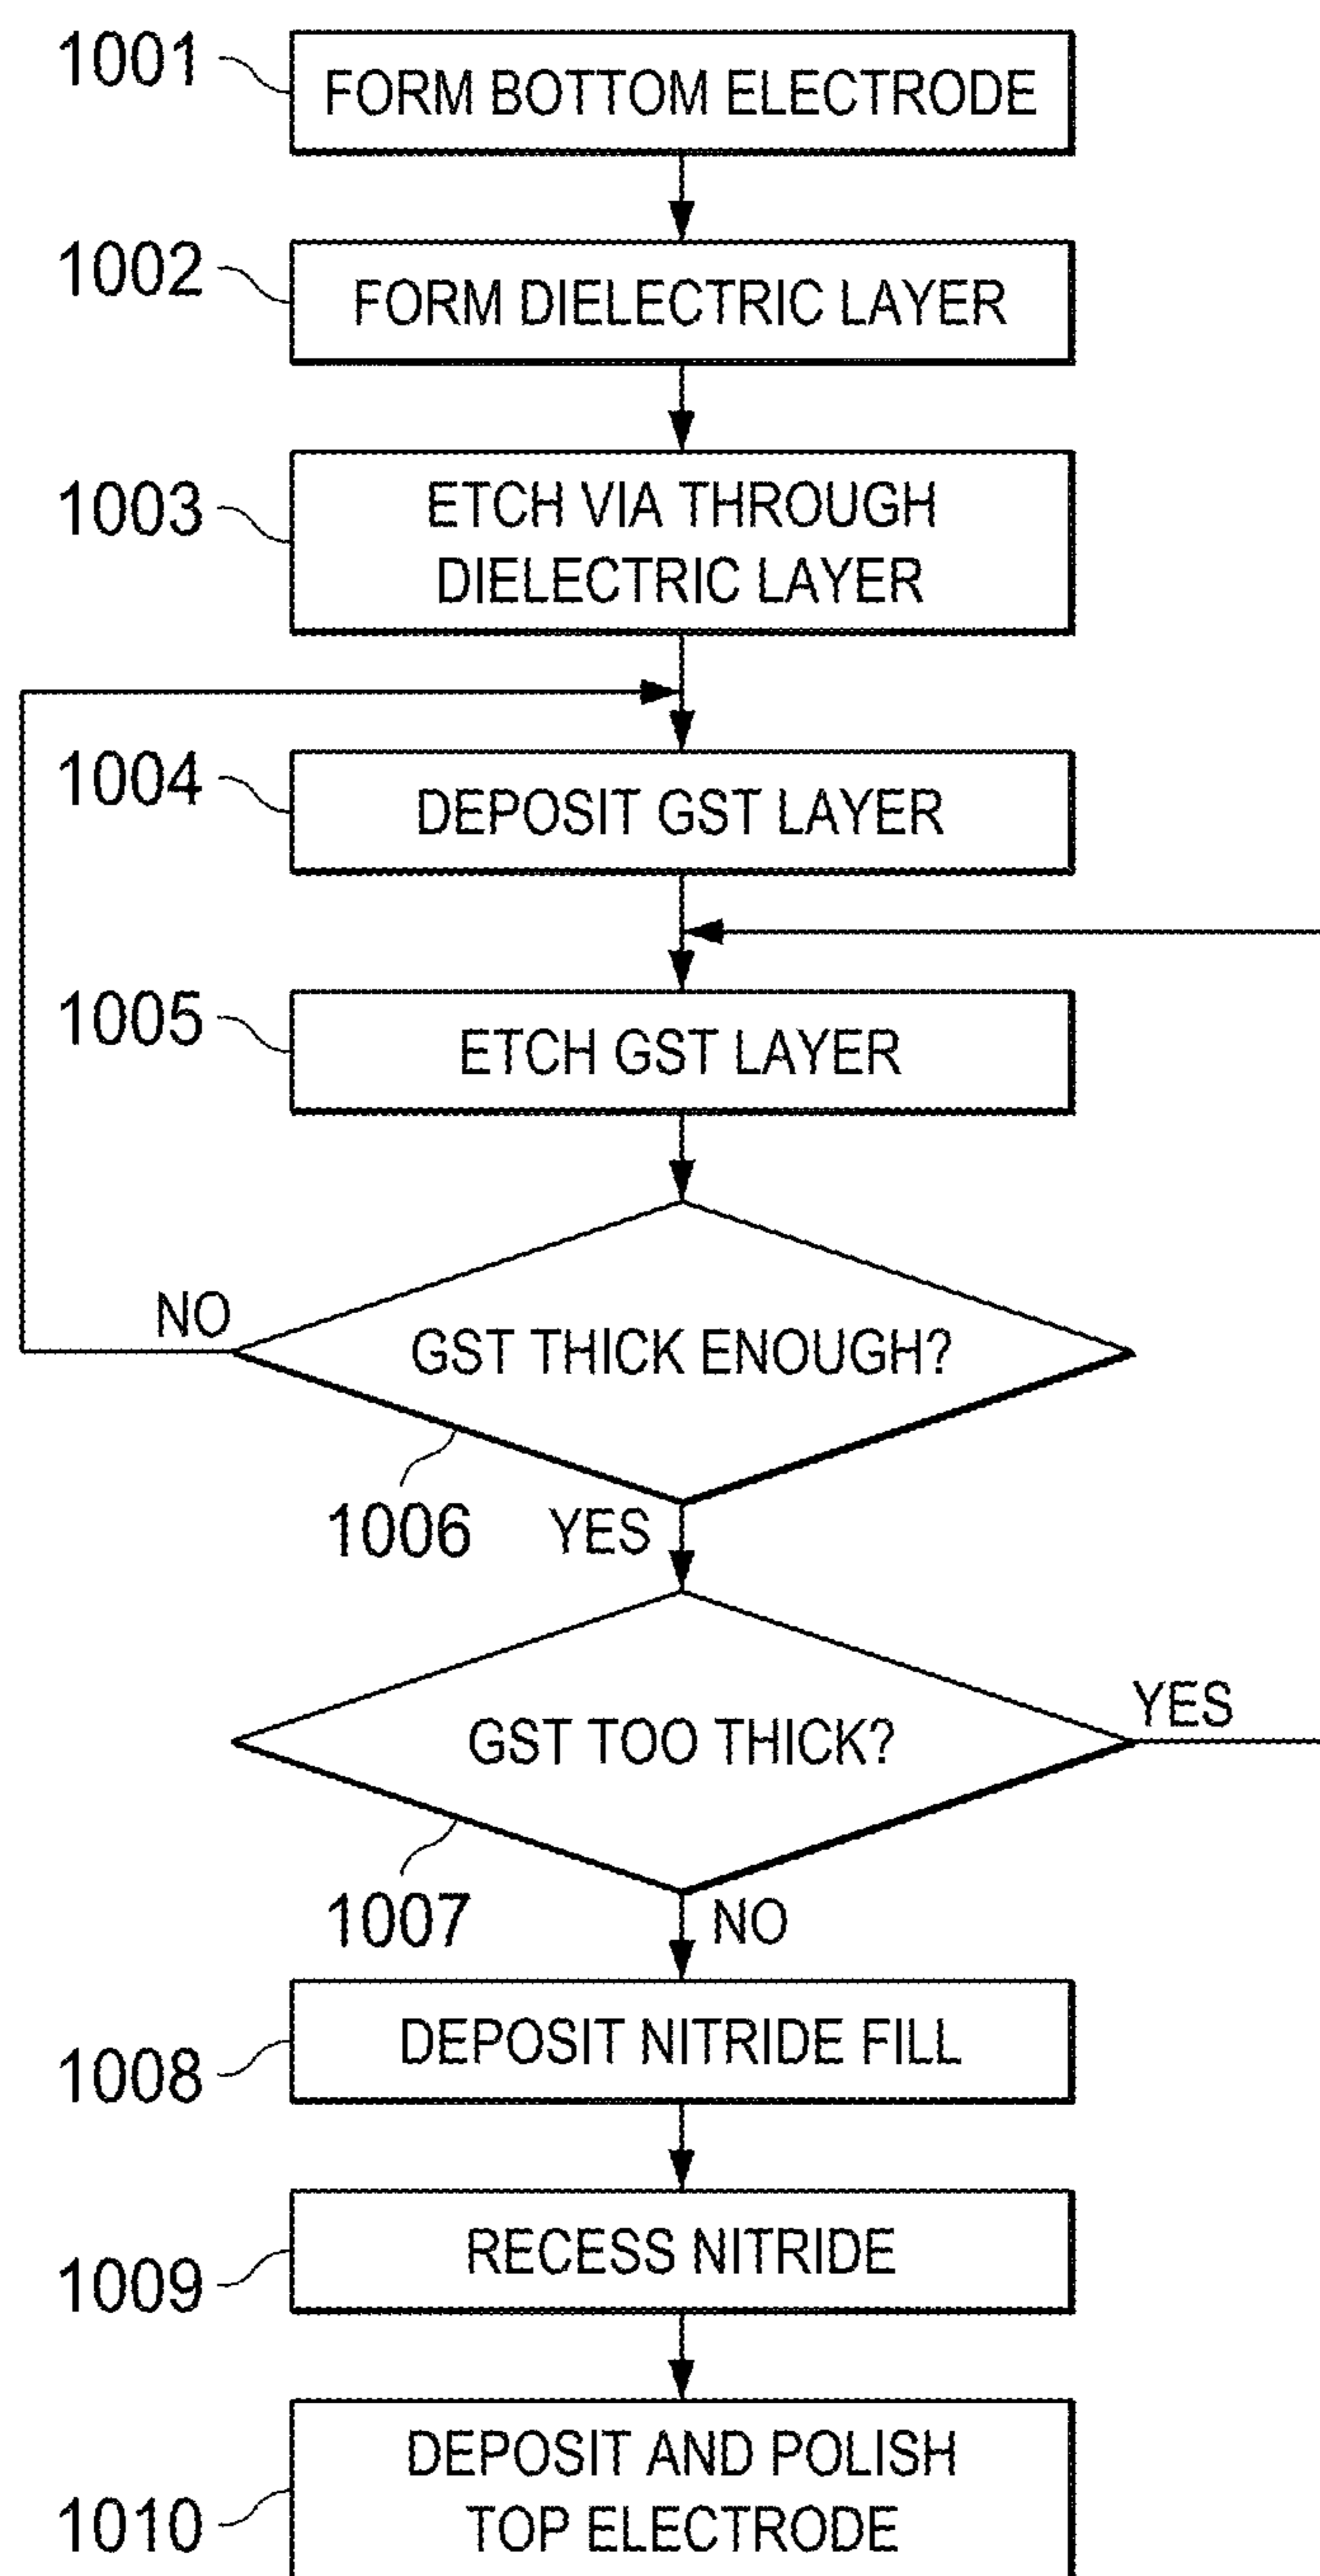 1001
FORM BOTTOM ELECTRODE
1002
FORM DIELECTRIC LAYER
1003
ETCH VIA THROUGH
DIELECTRIC LAYER
1004
DEPOSIT GST LAYER
1005
ETCH GST LAYER
NO
GST THICK ENOUGH?
1006
YES
GST TOO THICK?
YES
1007
NO
DEPOSIT NITRIDE FILL
1008
RECESS NITRIDE
1009
DEPOSIT AND POLISH
TOP ELECTRODE
1010